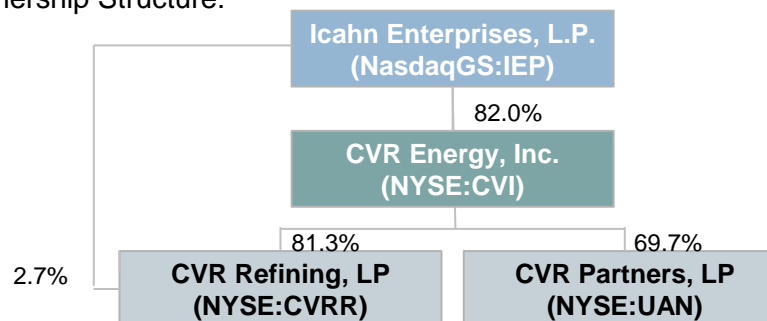 Structure:
Icahn Enterprises, L.P.
(NasdaqGS:IEP)
82.0%
CVR Energy, Inc.
(NYSE:CVI)
81.3%
69.7%
2.7%
CVR Refining, LP
(NYSE:CVRR)
CVR Partners, LP
(NYSE:UAN)